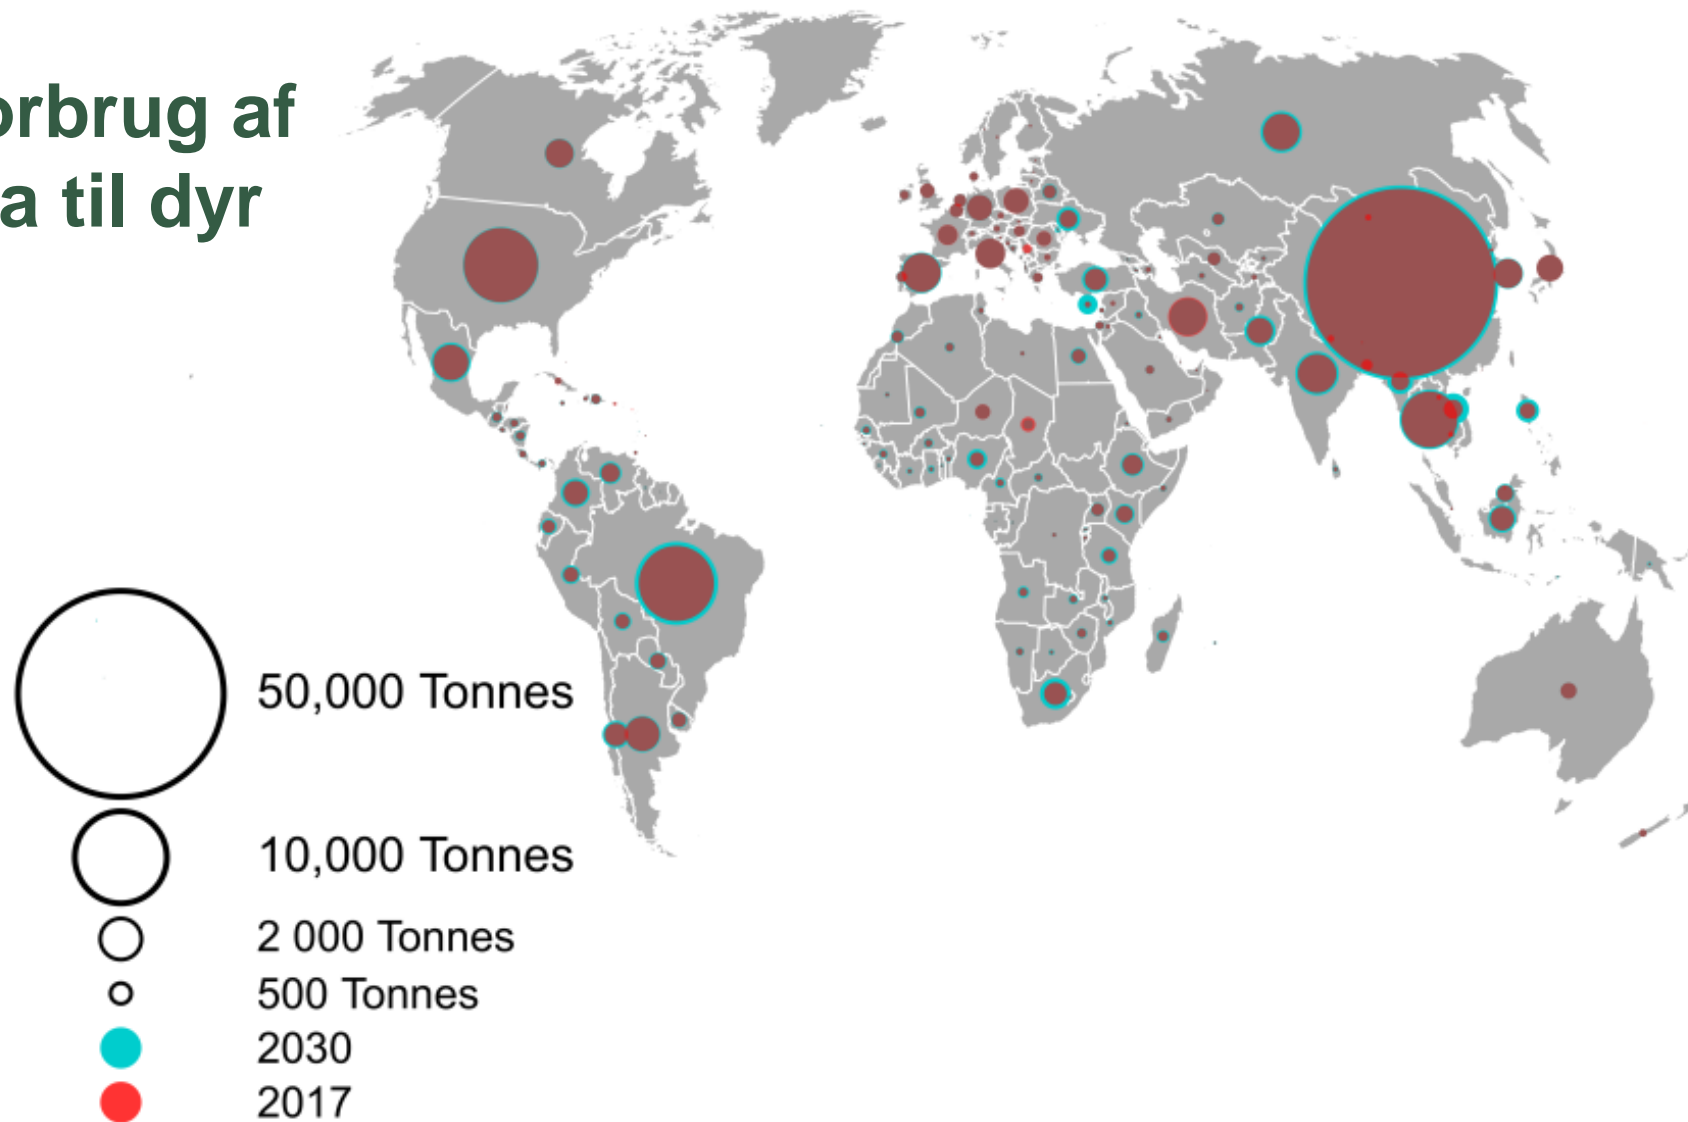 orbrug af
a til dyr
50,000 Tonnes
10,000 Tonnes
2 000 Tonnes
500 Tonnes
2030
2017